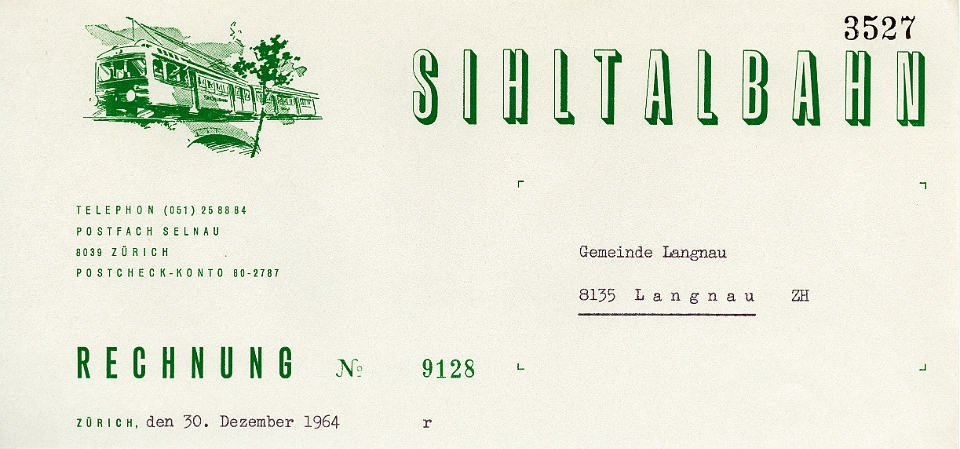 3527
SIHLTALBAHN
TELEPHON (051) 25 88 84
POSTFACH SELNAU
8039 ZÜRICH
POSTCHECK-KONTO 80-2787
Gemeinde Langnau
8135 Langnau ZH
RECHNUNG No 9128
ZÜRICH, den 30. Dezember 1964 r